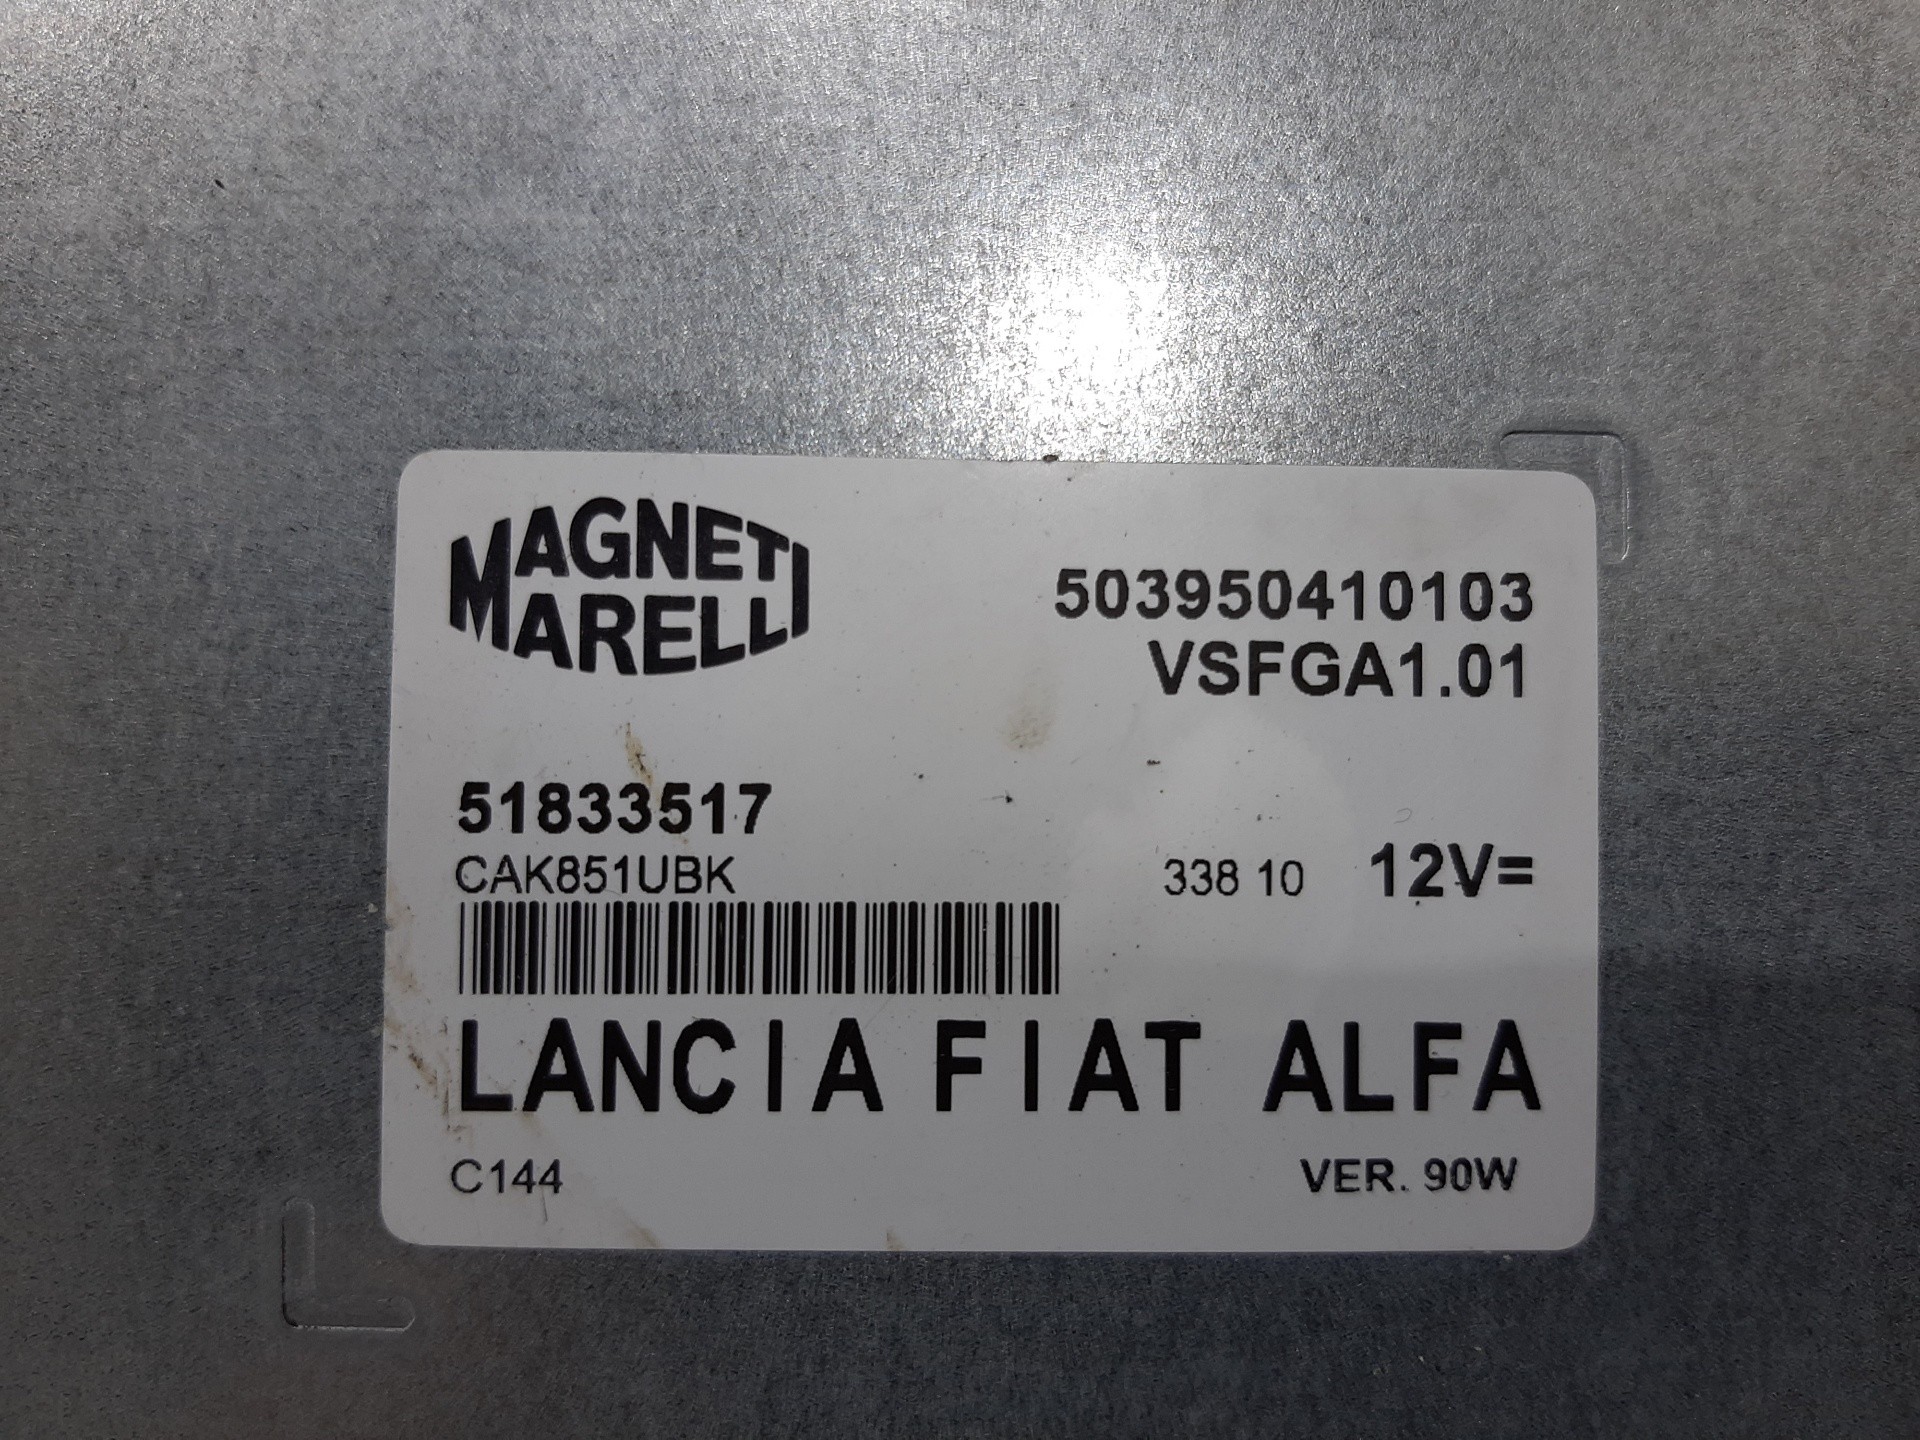 MAGNETI
MARELLI
503950410103
VSFGA1.01
51833517
CAK851UBK
338 10 12V=
LANCIA FIAT ALFA
C144
VER. 90W